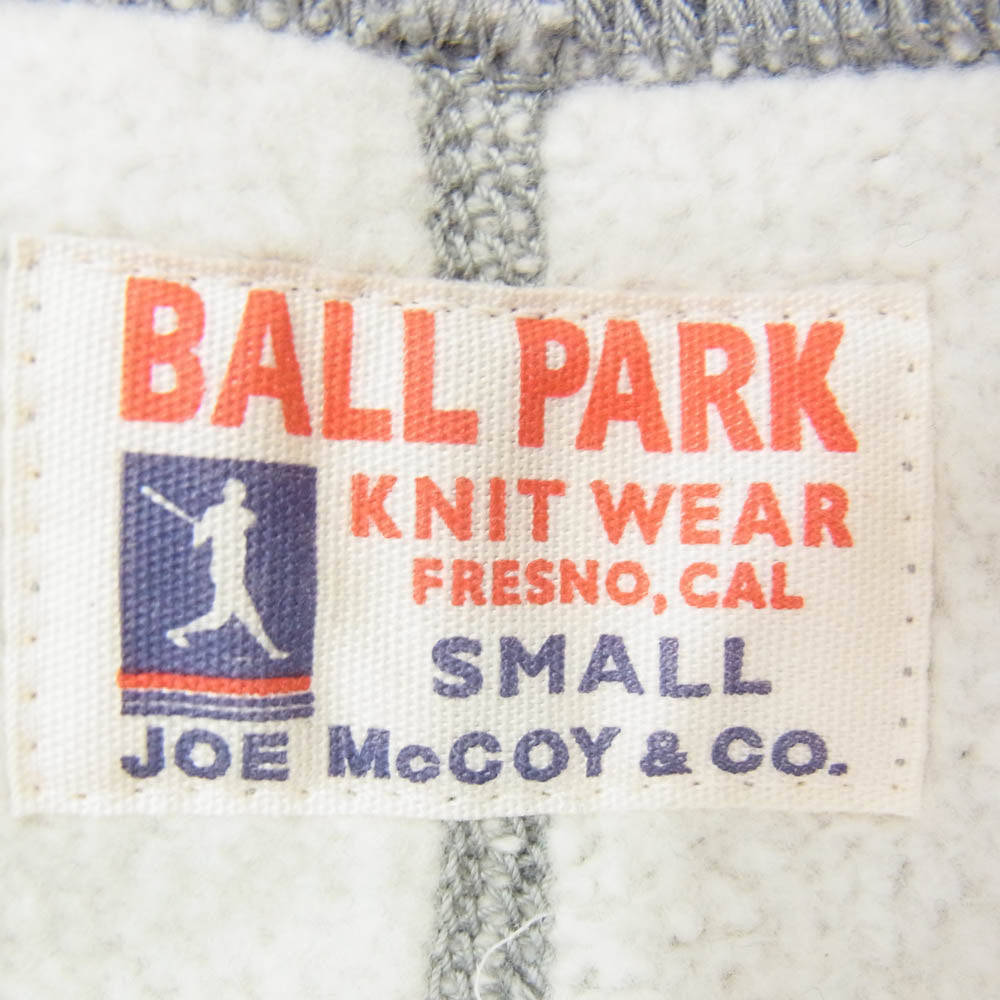 BALL PARK
KNIT WEAR
FRESNO, CAL
SMALL
JOE McCOY & CO.